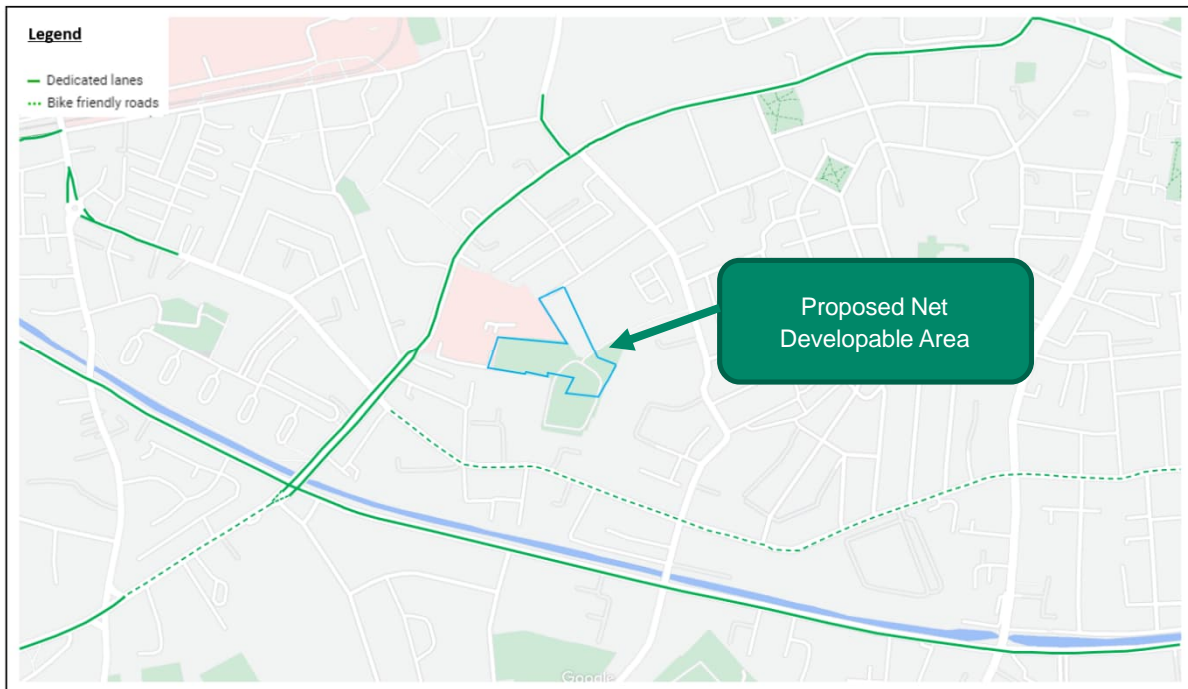 Legend
Dedicated lanes
Bike friendly roads
Proposed Net
Developable Area
Google